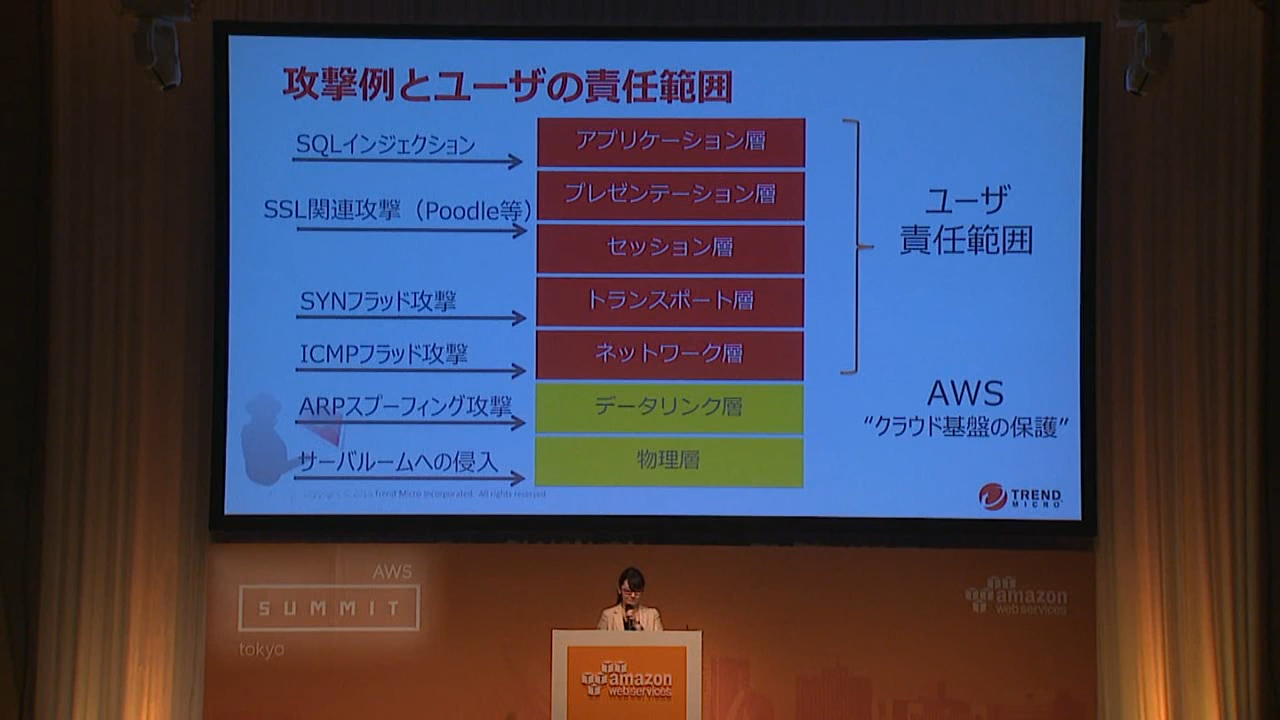 攻撃例とユーザの責任範囲
SQLインジェクション
アプリケーション層
プレゼンテーション層
SSL関連攻撃（Poodle等）
セッション層
SYNフラッド攻撃
トランスポート層
ICMPフラッド攻撃
ネットワーク層
ARPスプーフィング攻撃
データリンク層
サーバルームへの侵入
物理層
ユーザ
責任範囲
AWS
“クラウド基盤の保護”
Trend Micro Incorporated. All rights reserved
TREND
MICRO
AWS
SUMMIT
tokyo
amazon
web services
amazon
web services